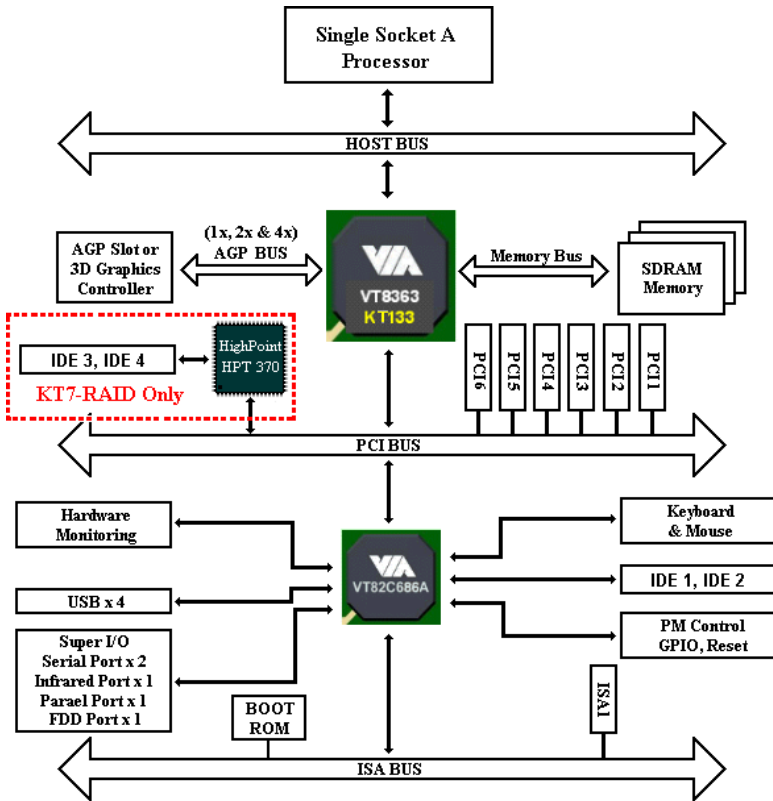 Single Socket A
Processor
HOST BUS
(1x, 2x & 4x)
AGP BUS
AGP Slot or
3D Graphics
Controller
VIA
VT8363
KT133
Memory Bus
SDRAM
Memory
IDE 3, IDE 4
HighPoint
HPT 370
KT7-RAID Only
PCI6
PCI5
PCI4
PCI3
PCI2
PCI1
PCI BUS
Hardware
Monitoring
Keyboard
& Mouse
VIA
VT82C686A
IDE 1, IDE 2
USB x 4
PM Control
GPIO, Reset
Super I/O
Serial Port x 2
Infrared Port x 1
Parael Port x 1
FDD Port x 1
BOOT
ROM
ISA1
ISA BUS